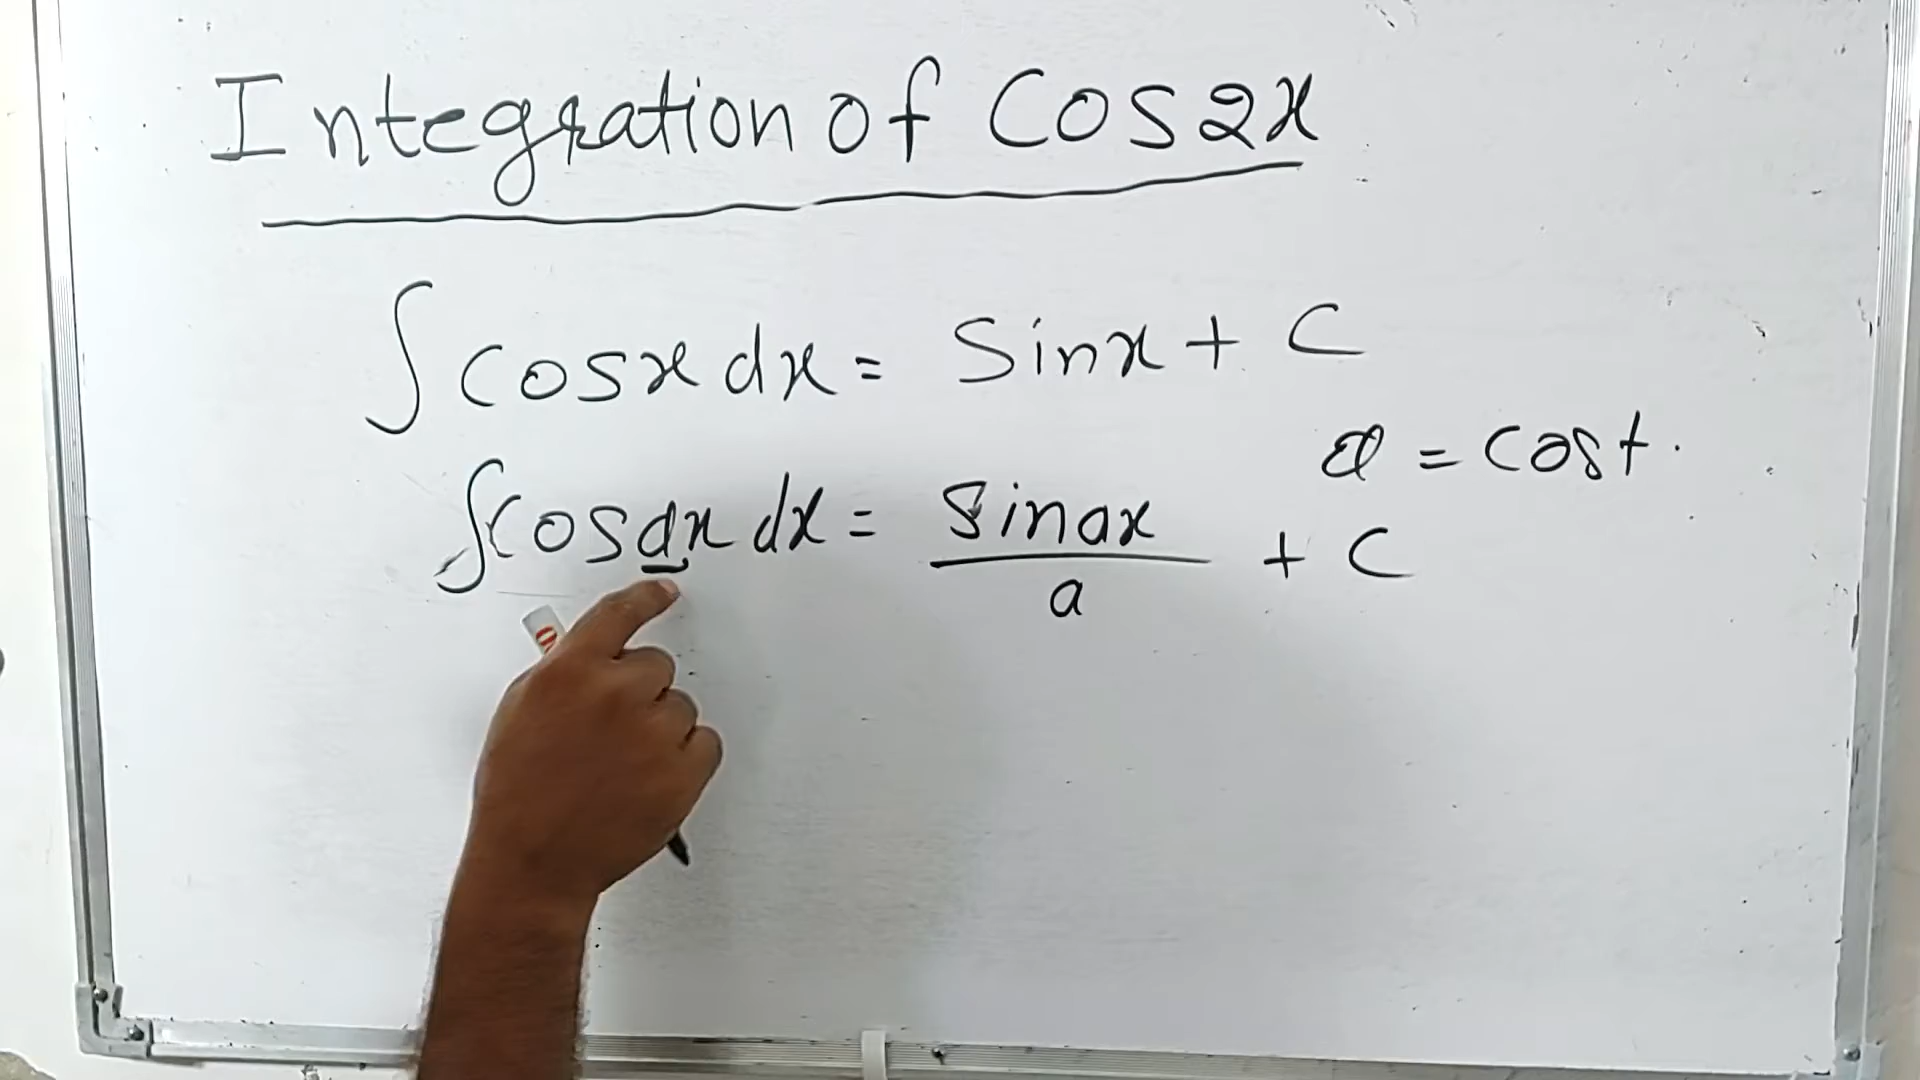 Integration of Cos2x
∫cosx dx = Sinx + C
a = Cost.
∫cosax dx = Sinax/a + C